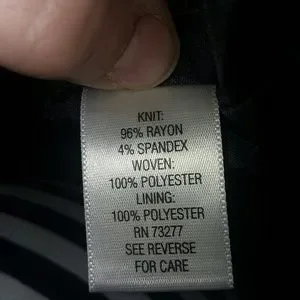 KNIT:
96% RAYON
4% SPANDEX
WOVEN:
100% POLYESTER
LINING:
100% POLYESTER
RN 73277
SEE REVERSE
FOR CARE